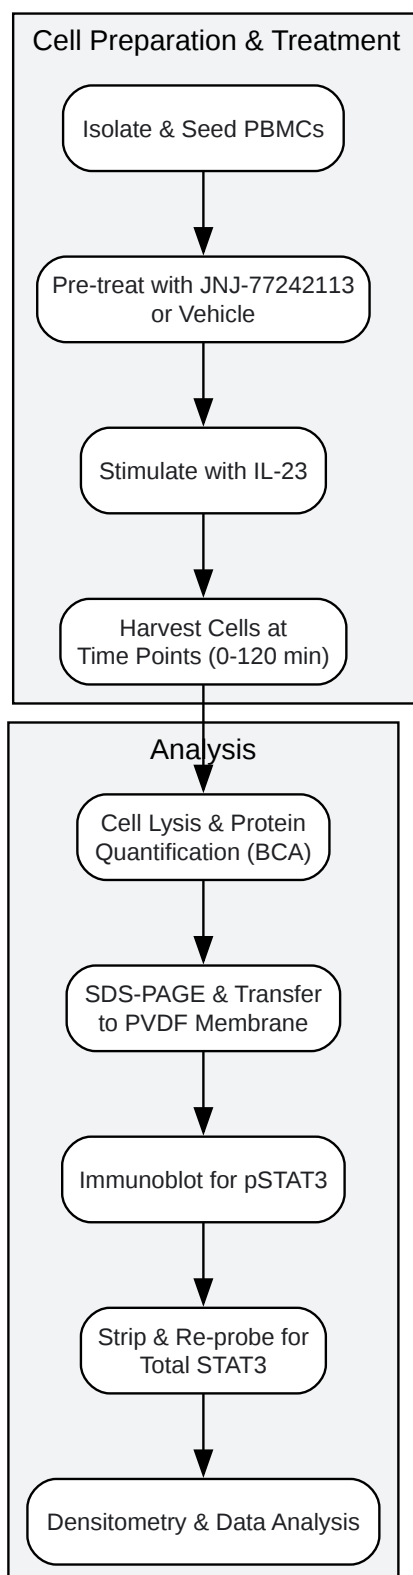 Cell Preparation & Treatment
Isolate & Seed PBMCs
Pre-treat with JNJ-77242113
or Vehicle
Stimulate with IL-23
Harvest Cells at
Time Points (0-120 min)
Analysis
Cell Lysis & Protein
Quantification (BCA)
SDS-PAGE & Transfer
to PVDF Membrane
Immunoblot for pSTAT3
Strip & Re-probe for
Total STAT3
Densitometry & Data Analysis